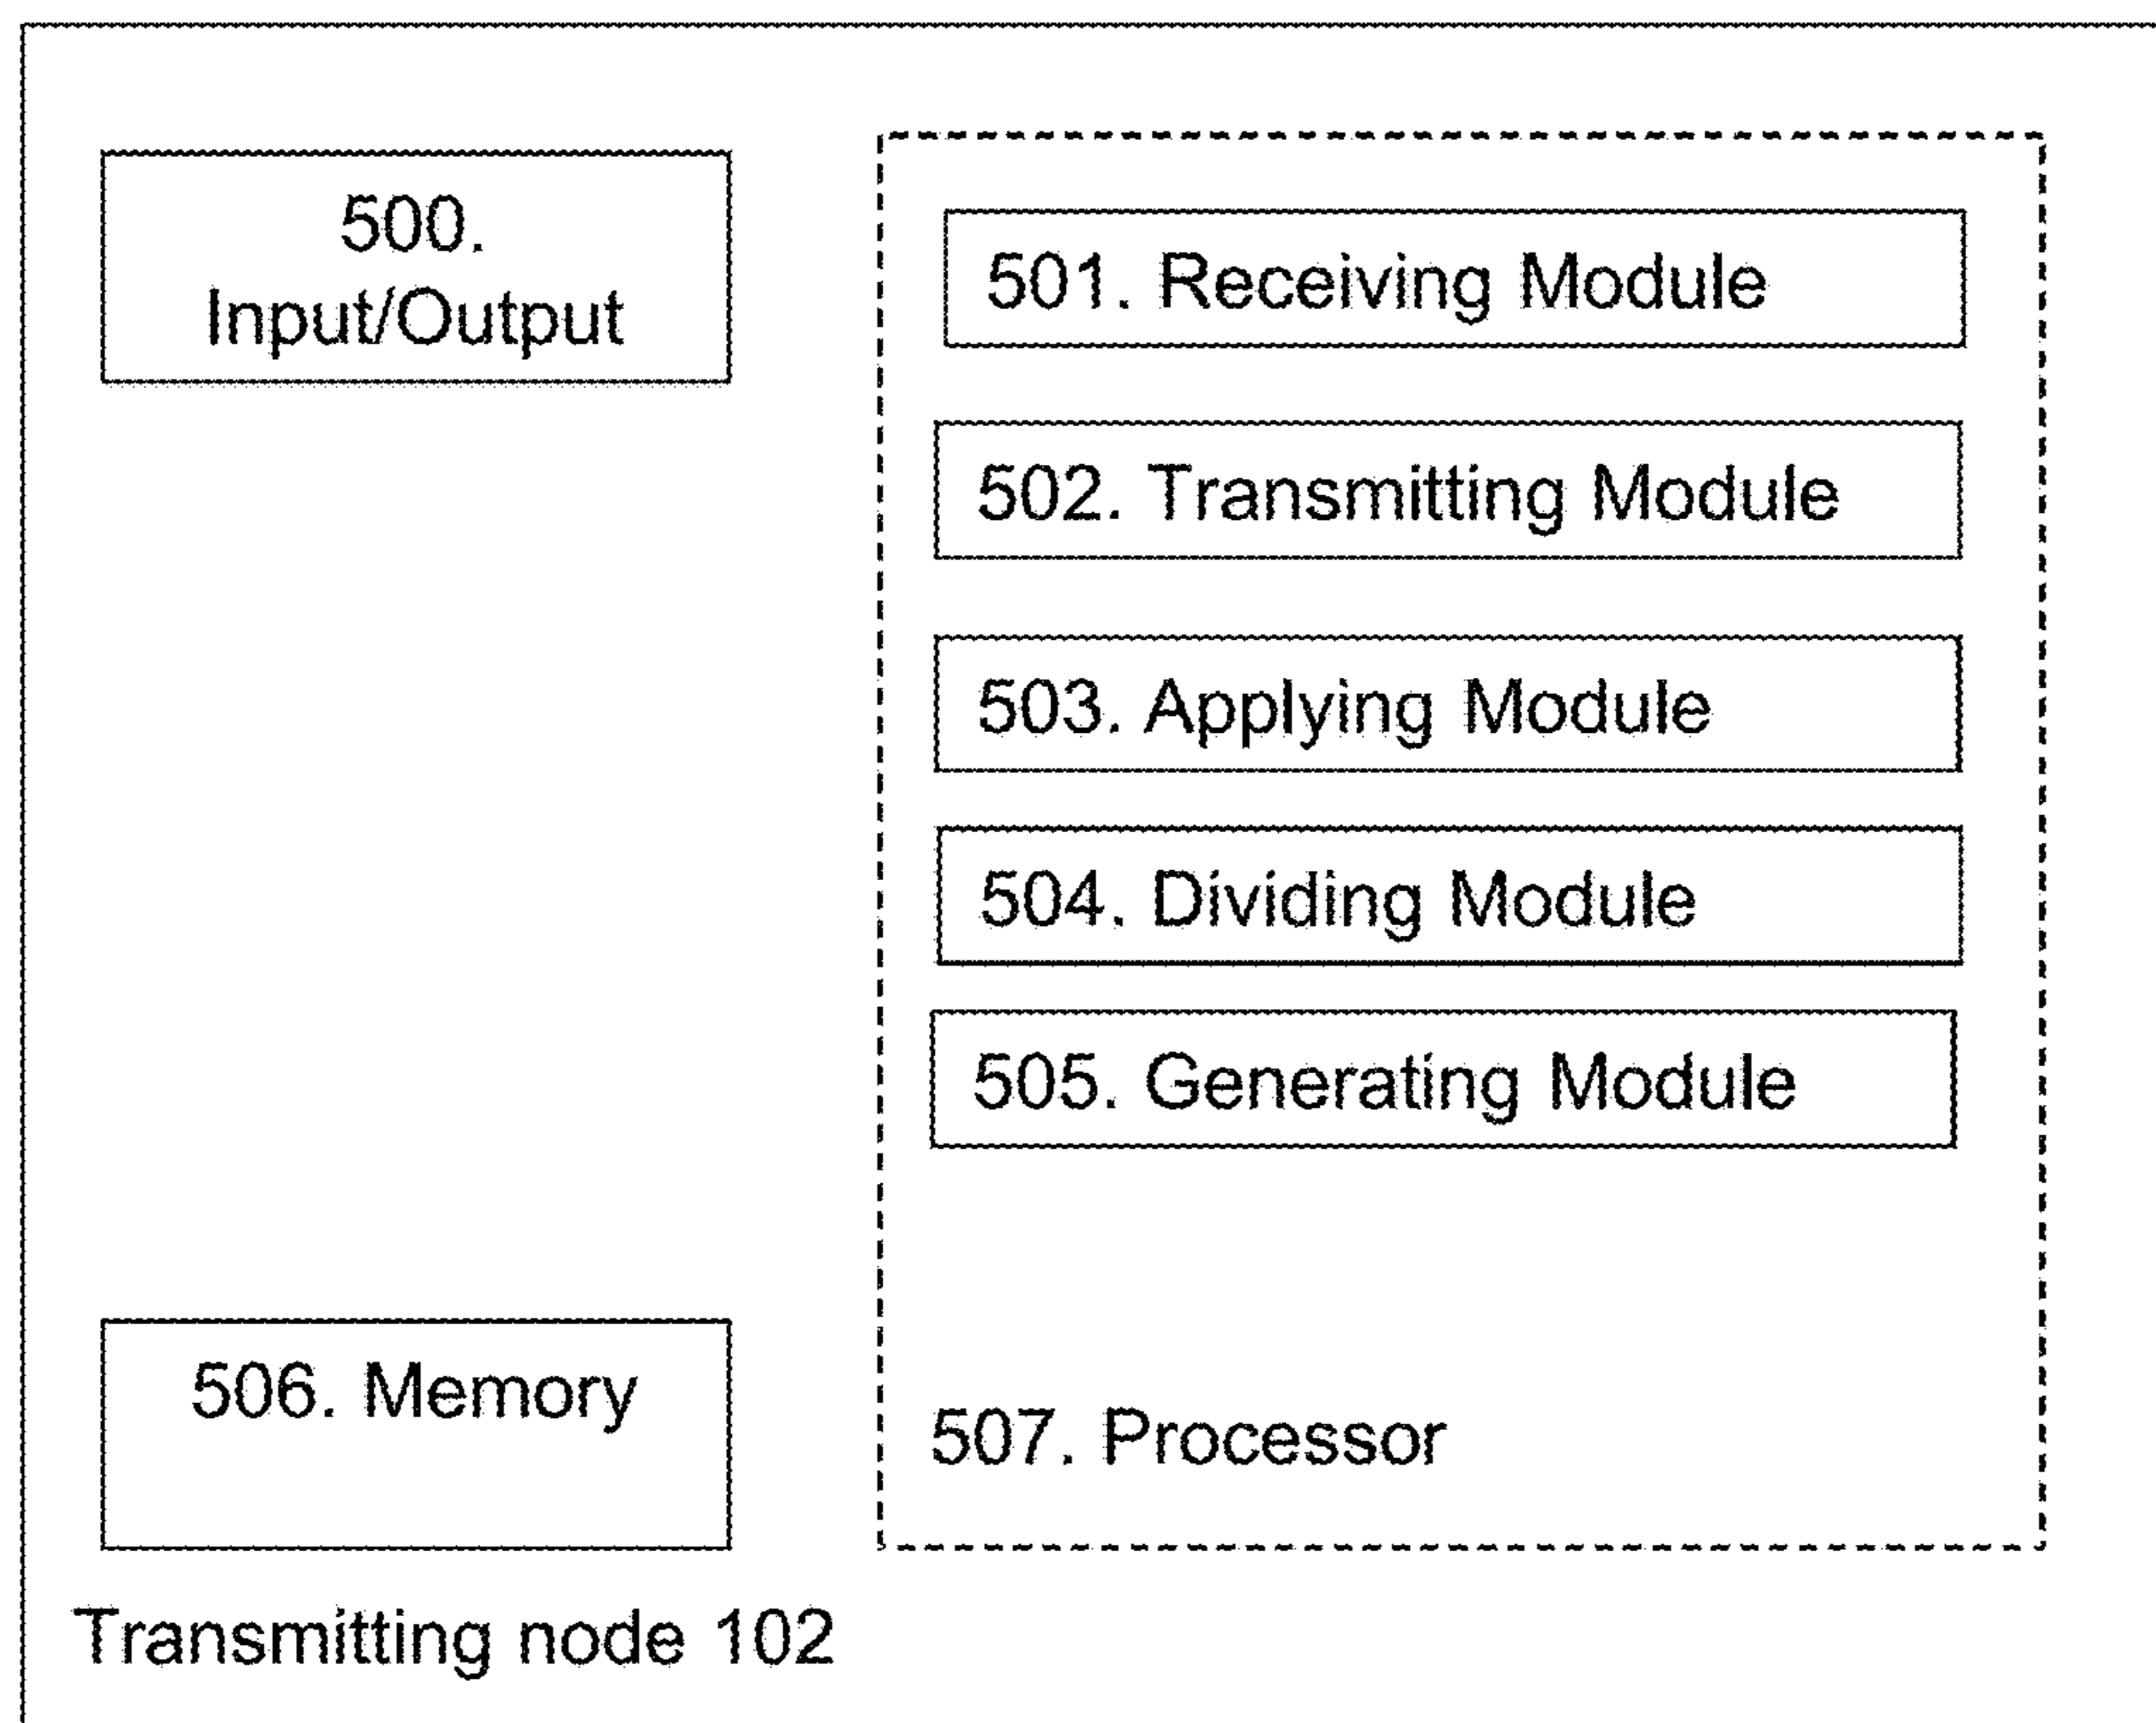 500.
Input/Output
501. Receiving Module
502. Transmitting Module
503. Applying Module
504. Dividing Module
505. Generating Module
506. Memory
507. Processor
Transmitting node 102